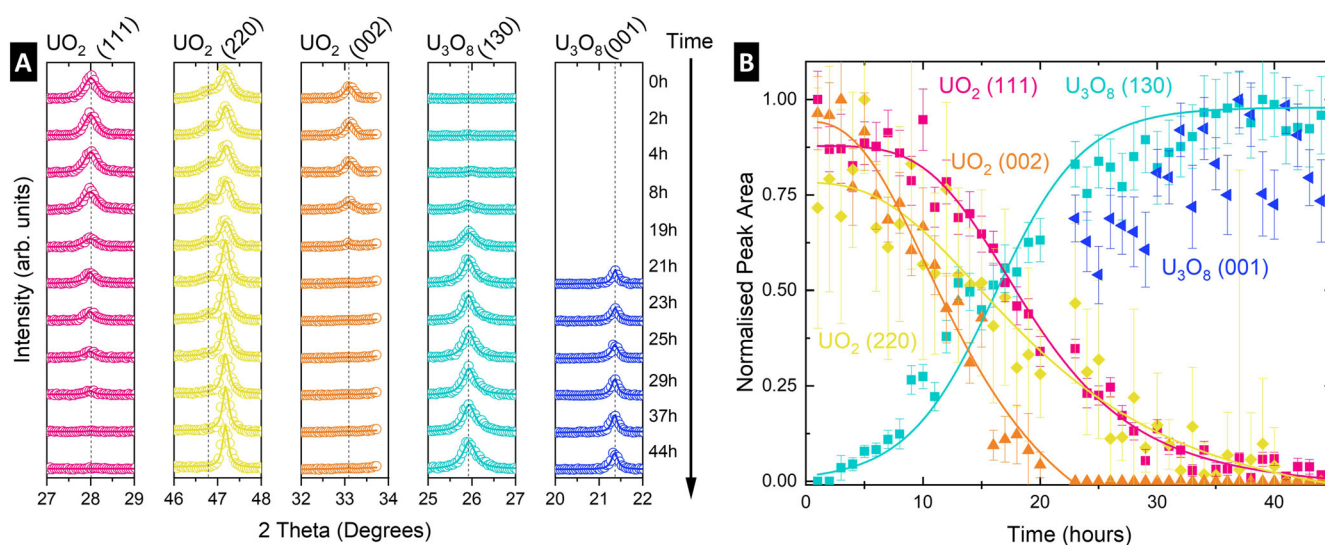 A
UO₂ (111)
UO₂ (220)
UO₂ (002)
U₃O₈ (130)
U₃O₈(001)
Time
0h
2h
4h
8h
19h
21h
23h
25h
29h
37h
44h
Intensity (arb. units)
27 28 29
46 47 48
32 33 34
25 26 27
20 21 22
2 Theta (Degrees)
B
UO₂ (111)
U₃O₈ (130)
UO₂ (002)
U₃O₈ (001)
UO₂ (220)
Normalised Peak Area
1.00
0.75
0.50
0.25
0.00
0 10 20 30 40
Time (hours)